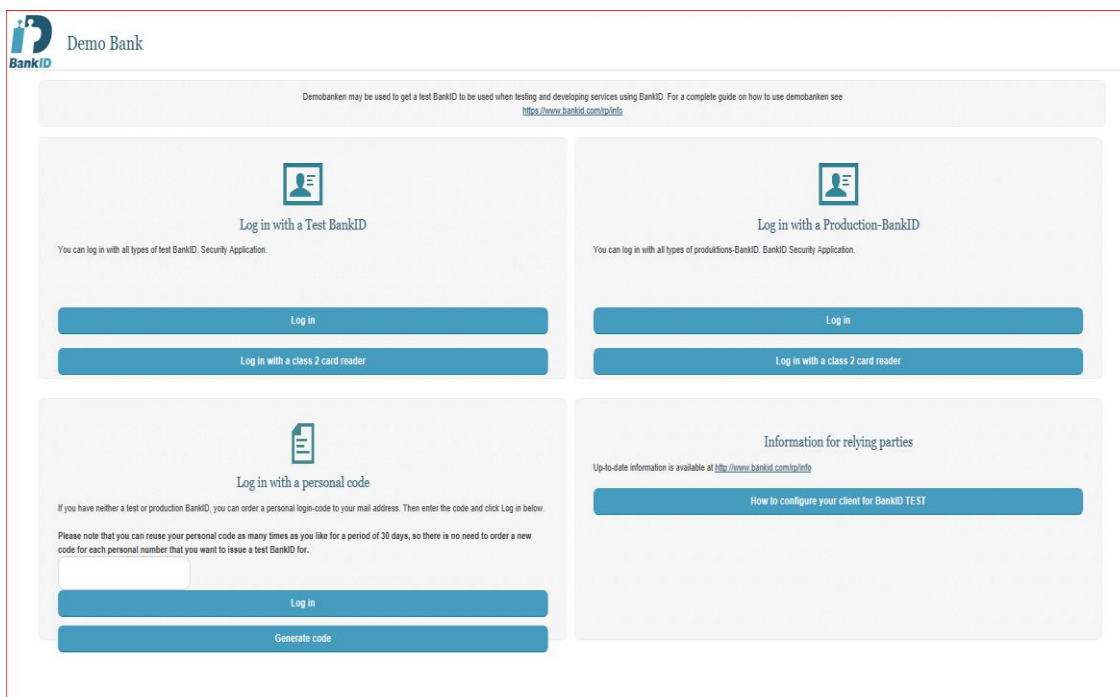 BankID
Demo Bank
Demobanken may be used to get a test BankID to be used when testing and developing services using BankID. For a complete guide on how to use demobanken see
https://www.bankid.com/rp/info
Log in with a Test BankID
You can log in with all types of test BankID. Security Application.
Log in
Log in with a class 2 card reader
Log in with a Production-BankID
You can log in with all types of produktions-BankID. BankID Security Application.
Log in
Log in with a class 2 card reader
Log in with a personal code
If you have neither a test or production BankID, you can order a personal login-code to your mail address. Then enter the code and click Log in below.
Please note that you can reuse your personal code as many times as you like for a period of 30 days, so there is no need to order a new
code for each personal number that you want to issue a test BankID for.
Log in
Generate code
Information for relying parties
Up-to-date information is available at http://www.bankid.com/rp/info
How to configure your client for BankID TEST